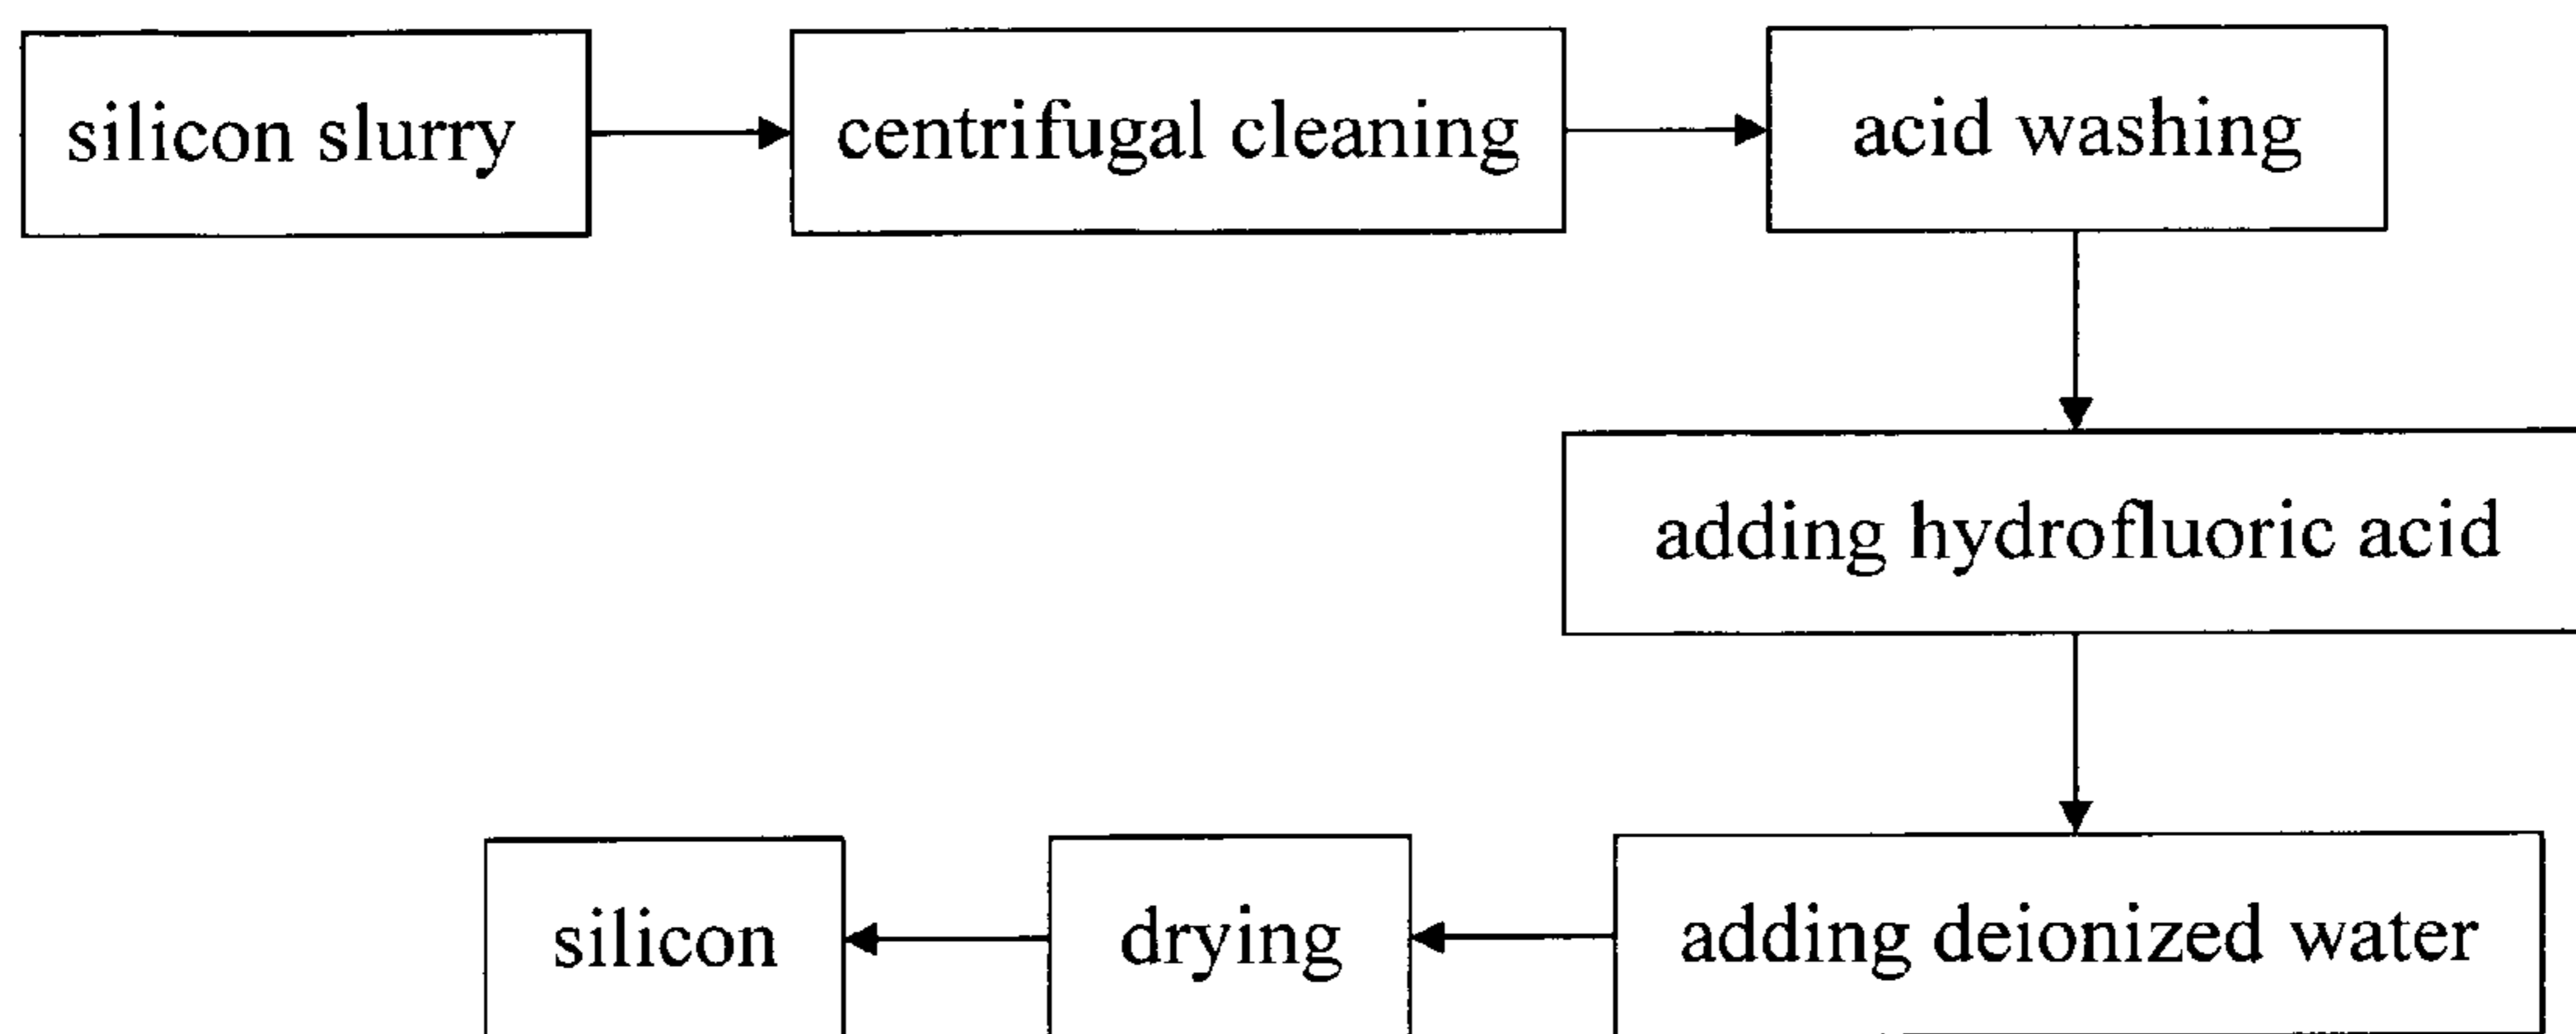 silicon slurry
centrifugal cleaning
acid washing
adding hydrofluoric acid
adding deionized water
drying
silicon